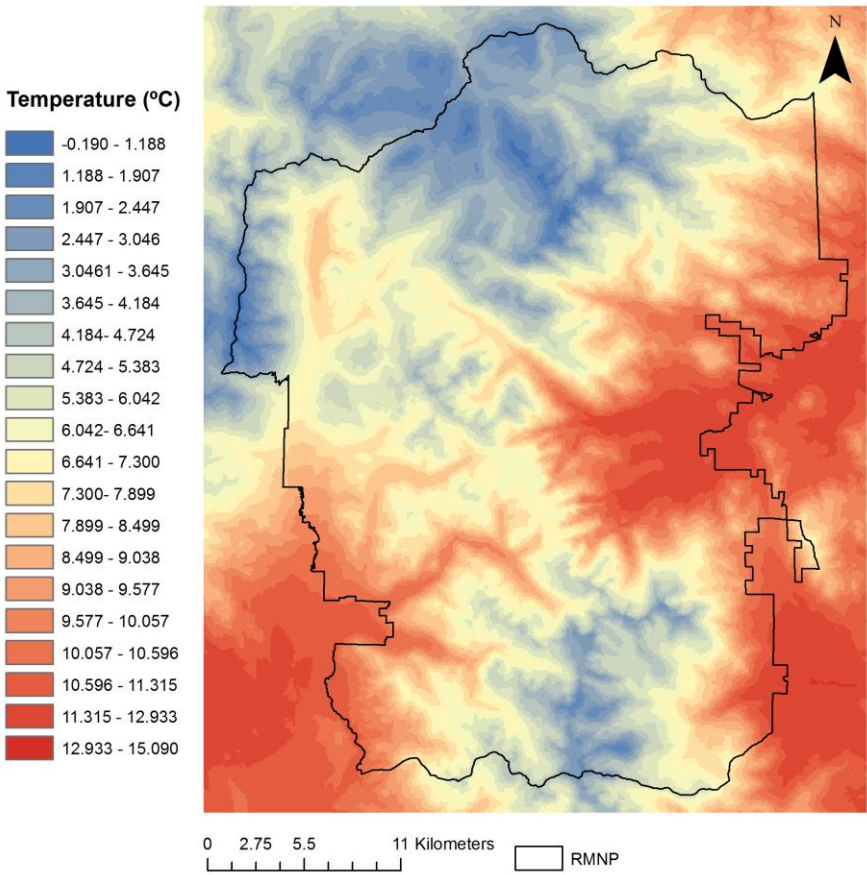 N
Temperature (ºC)
-0.190 - 1.188
1.188 - 1.907
1.907 - 2.447
2.447 - 3.046
3.0461 - 3.645
3.645 - 4.184
4.184- 4.724
4.724 - 5.383
5.383 - 6.042
6.042- 6.641
6.641 - 7.300
7.300- 7.899
7.899 - 8.499
8.499 - 9.038
9.038 - 9.577
9.577 - 10.057
10.057 - 10.596
10.596 - 11.315
11.315 - 12.933
12.933 - 15.090
0 2.75 5.5 11 Kilometers
RMNP